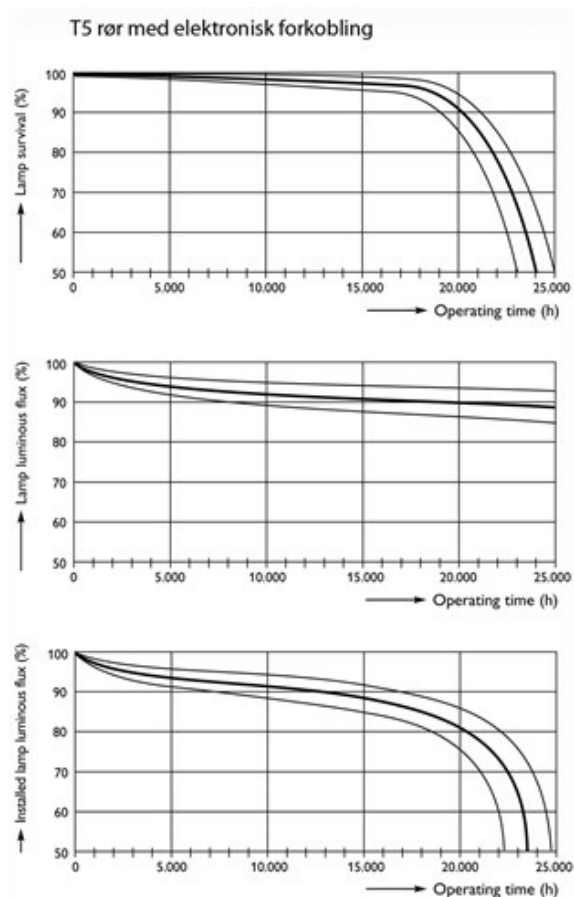 T5 rør med elektronisk forkobling
Lamp survival (%)
100
90
80
70
60
50
0 5.000 10.000 15.000 20.000 25.000
Operating time (h)
Lamp luminous flux (%)
100
90
80
70
60
50
0 5.000 10.000 15.000 20.000 25.000
Operating time (h)
Installed lamp luminous flux (%)
100
90
80
70
60
50
0 5.000 10.000 15.000 20.000 25.000
Operating time (h)